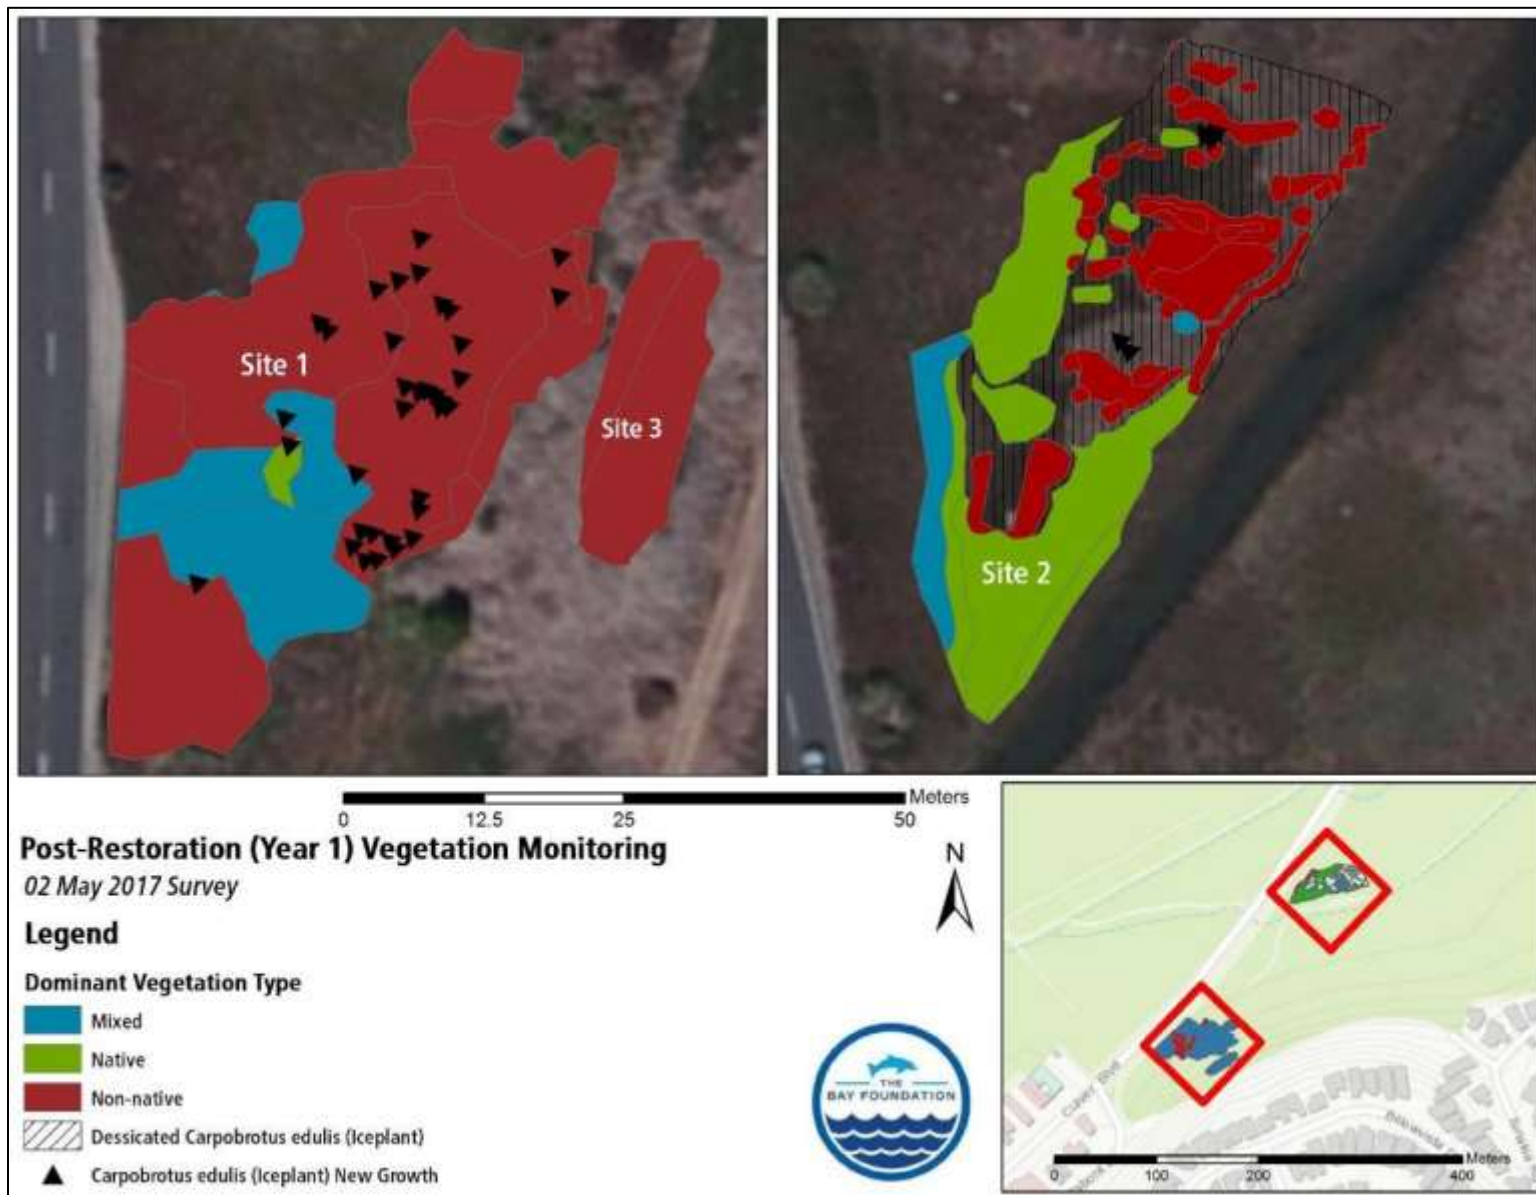 Site 1
Site 3
Site 2
Meters
0 12.5 25 50
Post-Restoration (Year 1) Vegetation Monitoring
02 May 2017 Survey
N
Legend
Dominant Vegetation Type
Mixed
Native
Non-native
Dessicated Carpobrotus edulis (Iceplant)
Carpobrotus edulis (Iceplant) New Growth
THE
BAY FOUNDATION
Culver Blvd
Meters
0 100 200 400